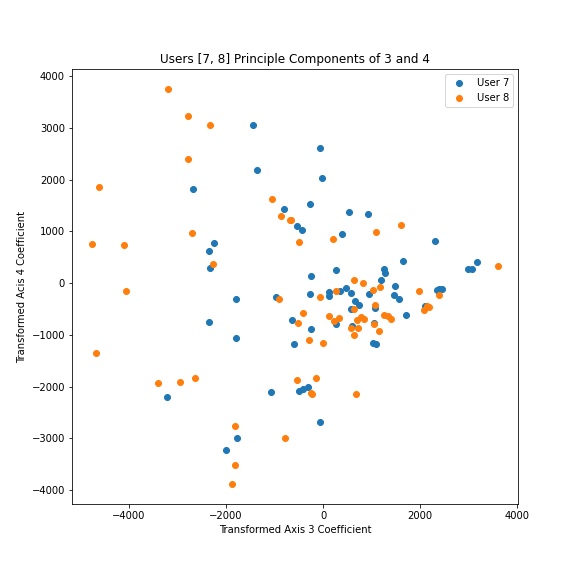 Users [7, 8] Principle Components of 3 and 4
User 7
User 8
4000
3000
2000
1000
0
−1000
−2000
−3000
−4000
Transformed Acis 4 Coefficient
−4000
−2000
0
2000
4000
Transformed Axis 3 Coefficient